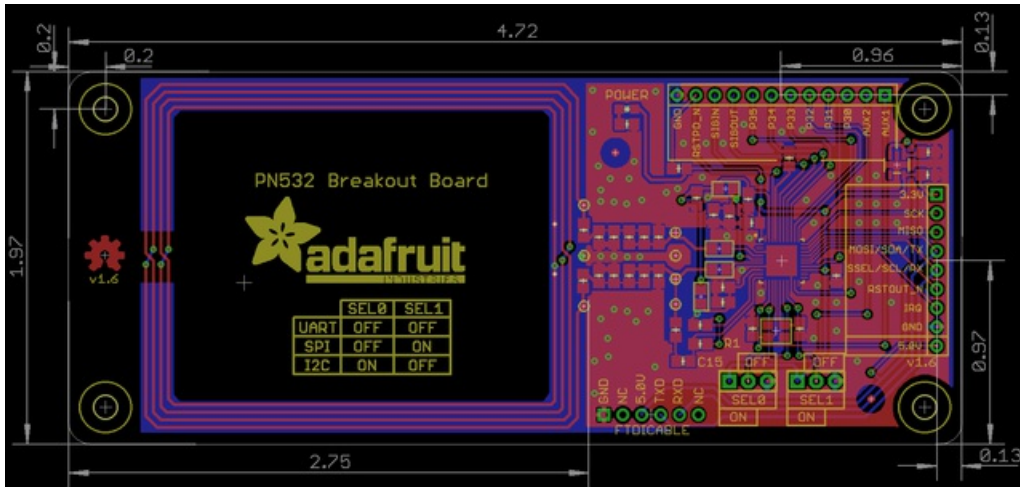 4.72
0.13
0.2
0.2
0.96
POWER
GND
RSTPD_N
SIGIN
SIGOUT
P35
P34
P33
P32
P31
P30
AUX2
AUX1
PN532 Breakout Board
adafruit
INDUSTRIES
v1.6
1.97
3.3V
SCK
MISO
MOSI/SDA/TX
SSEL/SCL/RX
RSTOUT_N
IRQ
GND
5.0V
v1.6
0.97
SEL0 SEL1
UART OFF OFF
SPI OFF ON
I2C ON OFF
R1
C15
OFF OFF
SEL0 SEL1
ON ON
GND
NC
5.0V
TXD
RXD
NC
FTDICABLE
2.75
0.13